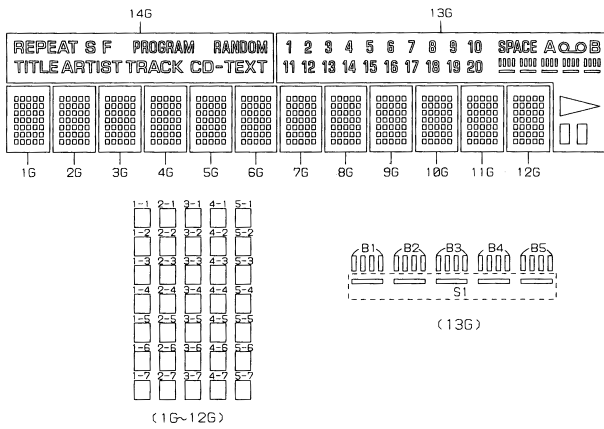 14G 13G
REPEAT S F PROGRAM RANDOM 1 2 3 4 5 6 7 8 9 10 SPACE A B
TITLE ARTIST TRACK CD-TEXT 11 12 13 14 15 16 17 18 19 20
1G 2G 3G 4G 5G 6G 7G 8G 9G 10G 11G 12G
1-1 2-1 3-1 4-1 5-1
1-2 2-2 3-2 4-2 5-2
B1 B2 B3 B4 B5
1-3 2-3 3-3 4-3 5-3
1-4 2-4 3-4 4-4 5-4
S1
1-5 2-5 3-5 4-5 5-5
(13G)
1-6 2-6 3-6 4-6 5-6
1-7 2-7 3-7 4-7 5-7
(1G~12G)